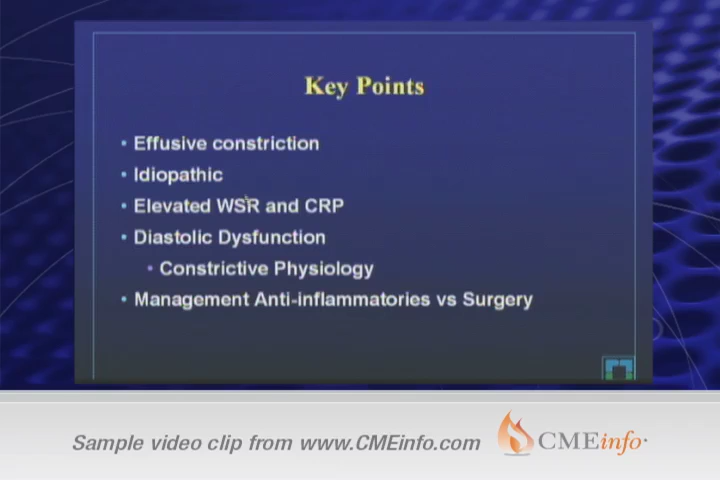 Key Points
• Effusive constriction
• Idiopathic
• Elevated WSR and CRP
• Diastolic Dysfunction
• Constrictive Physiology
• Management Anti-inflammatories vs Surgery
Sample video clip from www.CMEinfo.com
CMEinfo